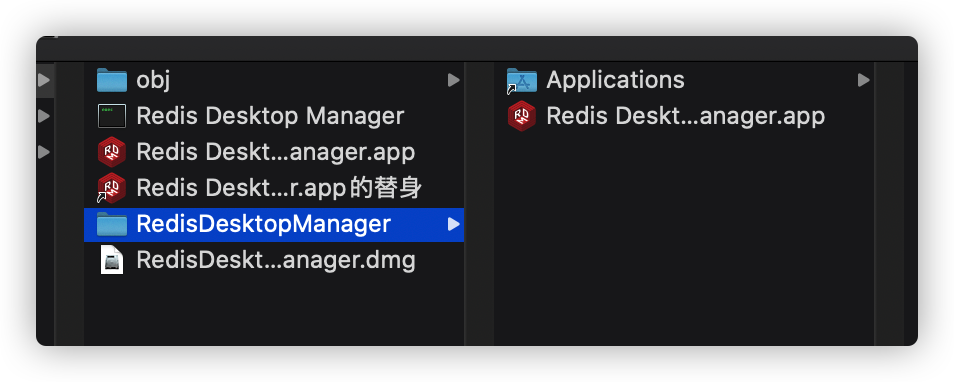 obj
Redis Desktop Manager
Redis Deskt...anager.app
Redis Deskt...r.app的替身
RedisDesktopManager
RedisDeskt...anager.dmg
Applications
Redis Deskt...anager.app